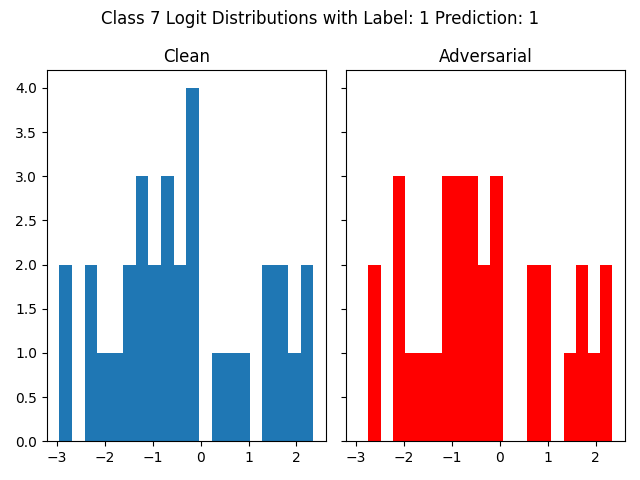 Class 7 Logit Distributions with Label: 1 Prediction: 1
Clean
Adversarial
4.0
3.5
3.0
2.5
2.0
1.5
1.0
0.5
0.0
−3 −2 −1 0 1 2
−3 −2 −1 0 1 2